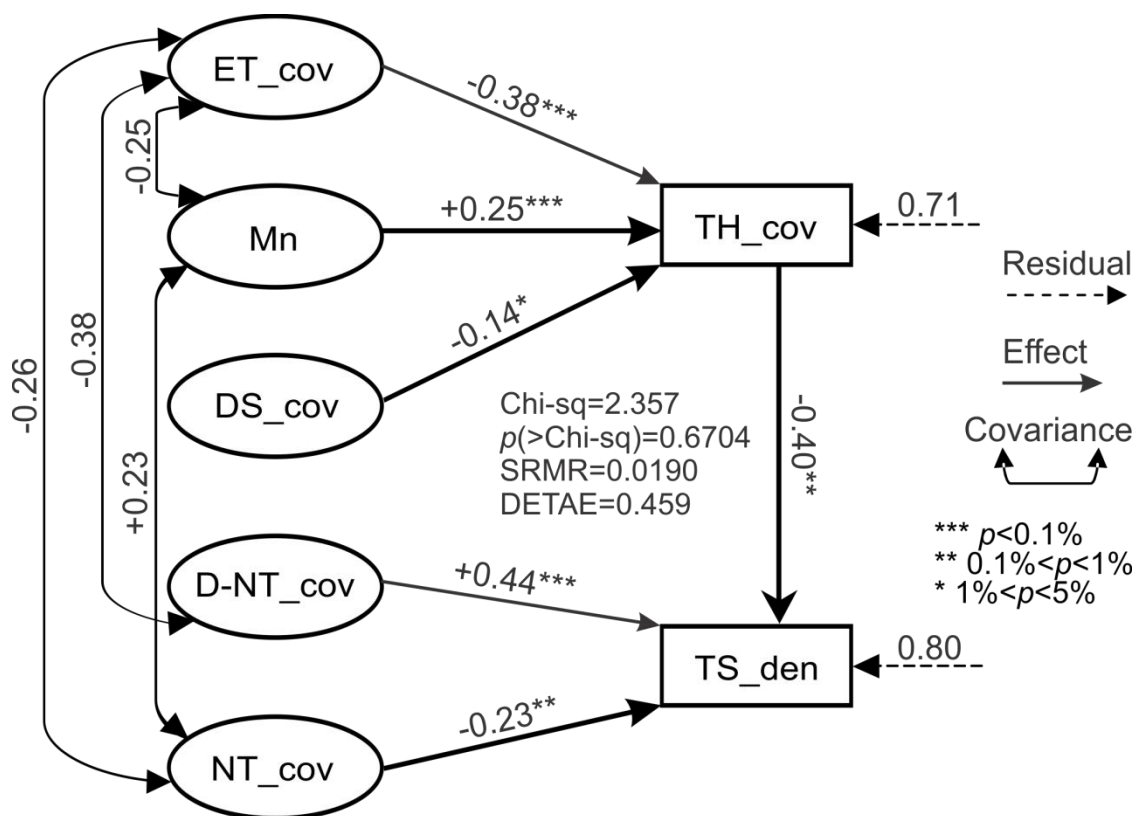 ET_cov
-0.38***
-0.25
Mn
+0.25***
TH_cov
0.71
Residual
Effect
Covariance
-0.26
-0.38
DS_cov
-0.14*
Chi-sq=2.357
p(>Chi-sq)=0.6704
SRMR=0.0190
DETAE=0.459
-0.40**
+0.23
*** p<0.1%
** 0.1%<p<1%
* 1%<p<5%
D-NT_cov
+0.44***
TS_den
0.80
NT_cov
-0.23**